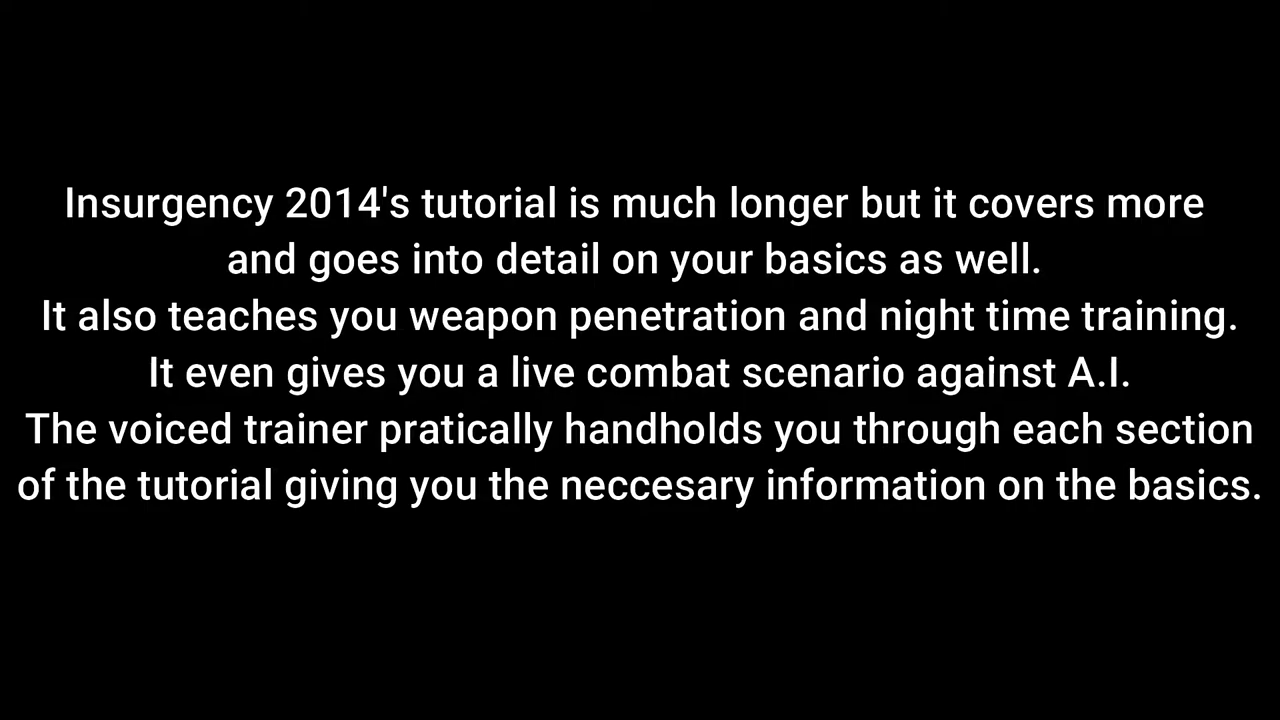 Insurgency 2014's tutorial is much longer but it covers more
and goes into detail on your basics as well.
It also teaches you weapon penetration and night time training.
It even gives you a live combat scenario against A.I.
The voiced trainer pratically handholds you through each section
of the tutorial giving you the neccesary information on the basics.